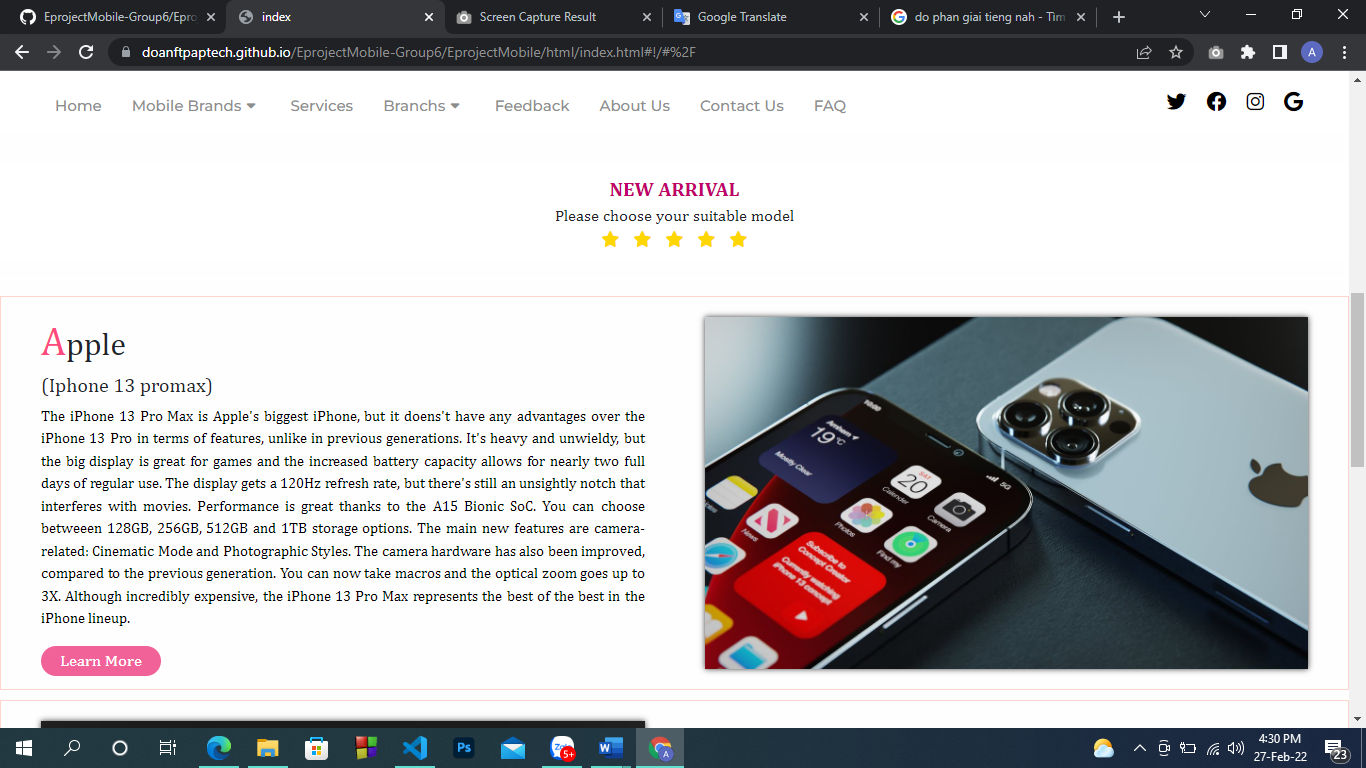 EprojectMobile-Group6/Epro
index
Screen Capture Result
Google Translate
do phan giai tieng nah - Tìm
doanftpaptech.github.io/EprojectMobile-Group6/EprojectMobile/html/index.html#!/#%2F
A
Home
Mobile Brands
Services
Branchs
Feedback
About Us
Contact Us
FAQ
NEW ARRIVAL
Please choose your suitable model
Apple
(Iphone 13 promax)
The iPhone 13 Pro Max is Apple's biggest iPhone, but it doens't have any advantages over the
iPhone 13 Pro in terms of features, unlike in previous generations. It's heavy and unwieldy, but
the big display is great for games and the increased battery capacity allows for nearly two full
days of regular use. The display gets a 120Hz refresh rate, but there's still an unsightly notch that
interferes with movies. Performance is great thanks to the A15 Bionic SoC. You can choose
betweeen 128GB, 256GB, 512GB and 1TB storage options. The main new features are camera-
related: Cinematic Mode and Photographic Styles. The camera hardware has also been improved,
compared to the previous generation. You can now take macros and the optical zoom goes up to
3X. Although incredibly expensive, the iPhone 13 Pro Max represents the best of the best in the
iPhone lineup.
Learn More
10:00
5G
19°C
Mostly Clear
SAT
20
Calender
Camera
Photos
Find my
News
Subscribe to
Concept Creator
Currently watching
iPhone 13 concept
Ps
Zalo
5+
W
A
4:30 PM
27-Feb-22
23